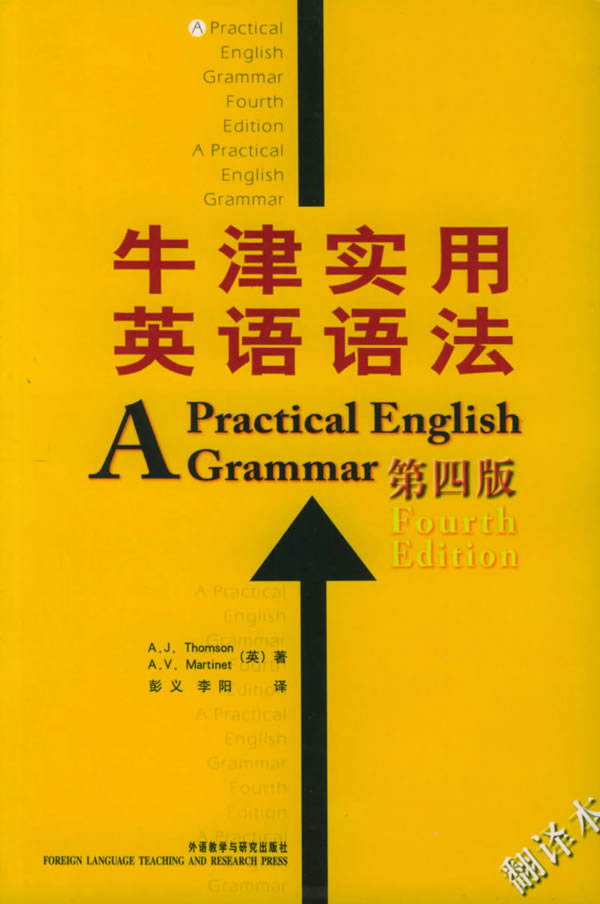 A Practical
English
Grammar
Fourth
Edition
A Practical
English
Grammar
牛津实用
英语语法
A Practical English
Grammar 第四版
Fourth
Edition
A Practical
English
Grammar
Fourth
Edition
A Practical
English
Grammar
Fourth
Edition
A Practical
A.J. Thomson
A.V. Martinet
(英)著
彭义 李阳 译
外语教学与研究出版社
FOREIGN LANGUAGE TEACHING AND RESEARCH PRESS
翻译本